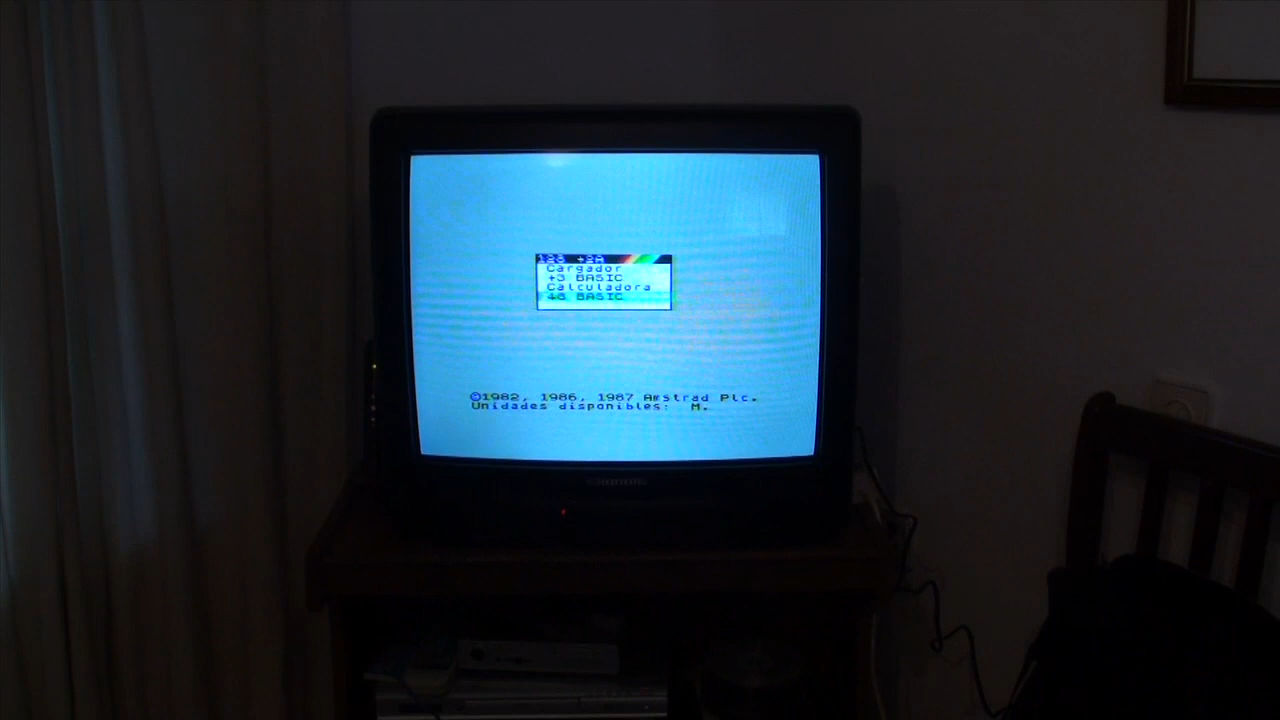 128 +2A
Cargador
+3 BASIC
Calculadora
48 BASIC
©1982, 1986, 1987 Amstrad Plc.
Unidades disponibles: M.